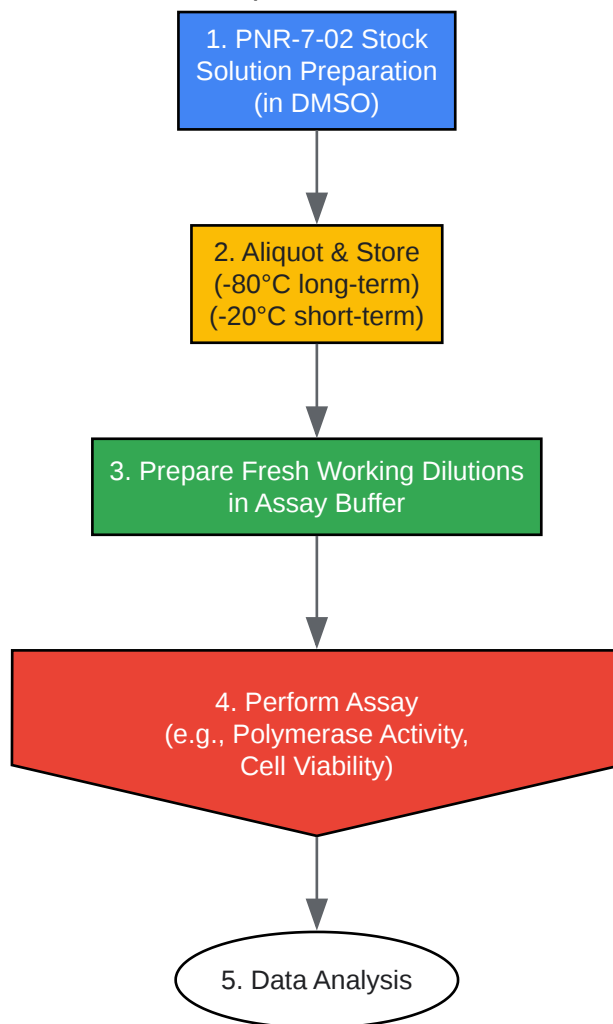 1. PNR-7-02 Stock
Solution Preparation
(in DMSO)
2. Aliquot & Store
(-80°C long-term)
(-20°C short-term)
3. Prepare Fresh Working Dilutions
in Assay Buffer
4. Perform Assay
(e.g., Polymerase Activity,
Cell Viability)
5. Data Analysis